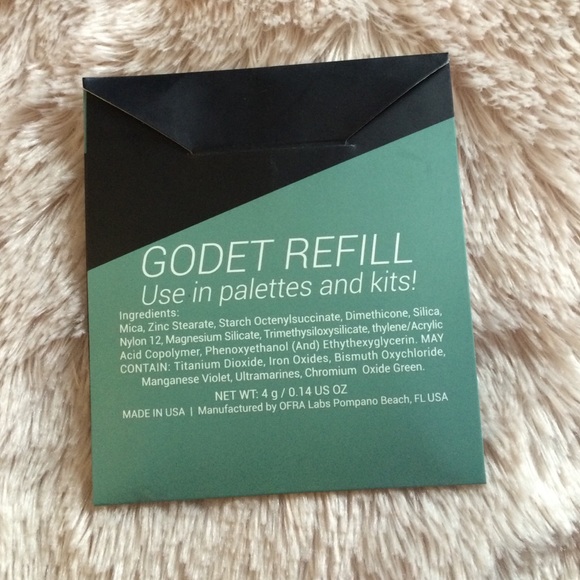 GODET REFILL
Use in palettes and kits!
Ingredients:
Mica, Zinc Stearate, Starch Octenylsuccinate, Dimethicone, Silica,
Nylon 12, Magnesium Silicate, Trimethysiloxysilicate, thylene/Acrylic
Acid Copolymer, Phenoxyethanol (And) Ethythexyglycerin. MAY
CONTAIN: Titanium Dioxide, Iron Oxides, Bismuth Oxychloride,
Manganese Violet, Ultramarines, Chromium Oxide Green.
NET WT: 4 g / 0.14 US OZ
MADE IN USA | Manufactured by OFRA Labs Pompano Beach, FL USA